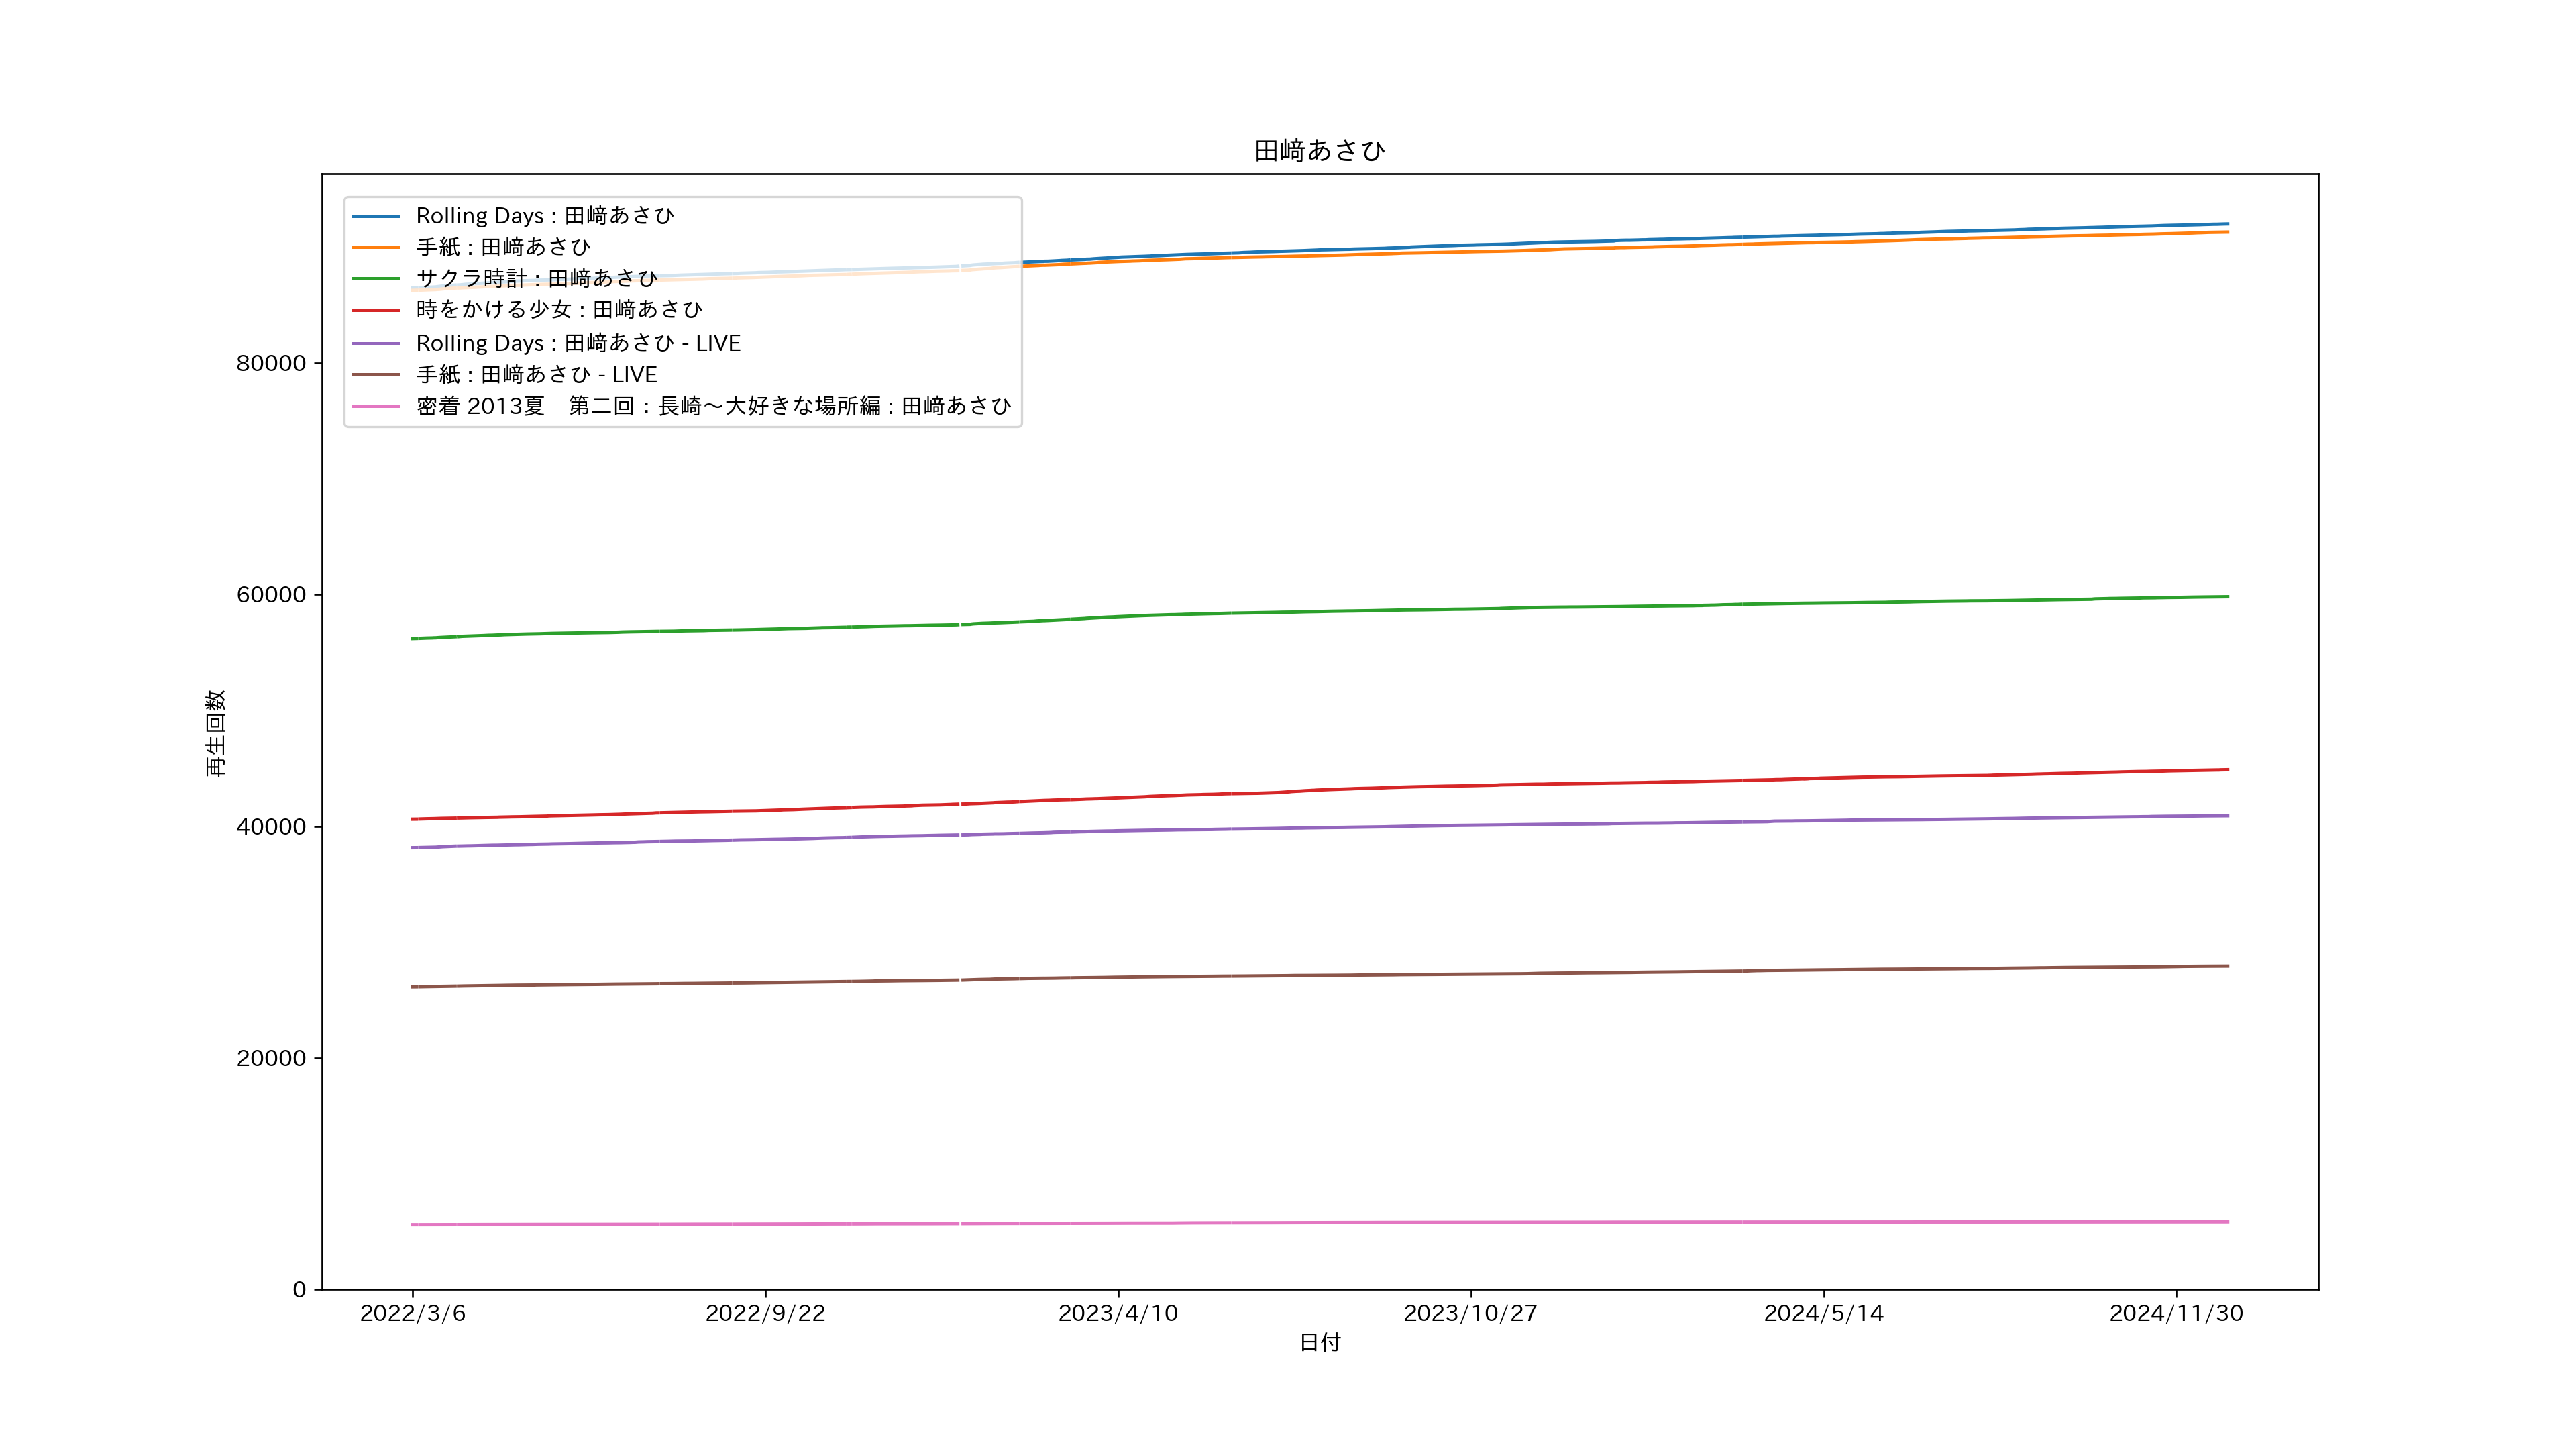 田﨑あさひ
Rolling Days : 田﨑あさひ
手紙 : 田﨑あさひ
サクラ時計 : 田﨑あさひ
時をかける少女 : 田﨑あさひ
Rolling Days : 田﨑あさひ - LIVE
手紙 : 田﨑あさひ - LIVE
密着 2013夏　第二回：長崎～大好きな場所編 : 田﨑あさひ
再生回数
80000
60000
40000
20000
0
2022/3/6 2022/9/22 2023/4/10 2023/10/27 2024/5/14 2024/11/30
日付